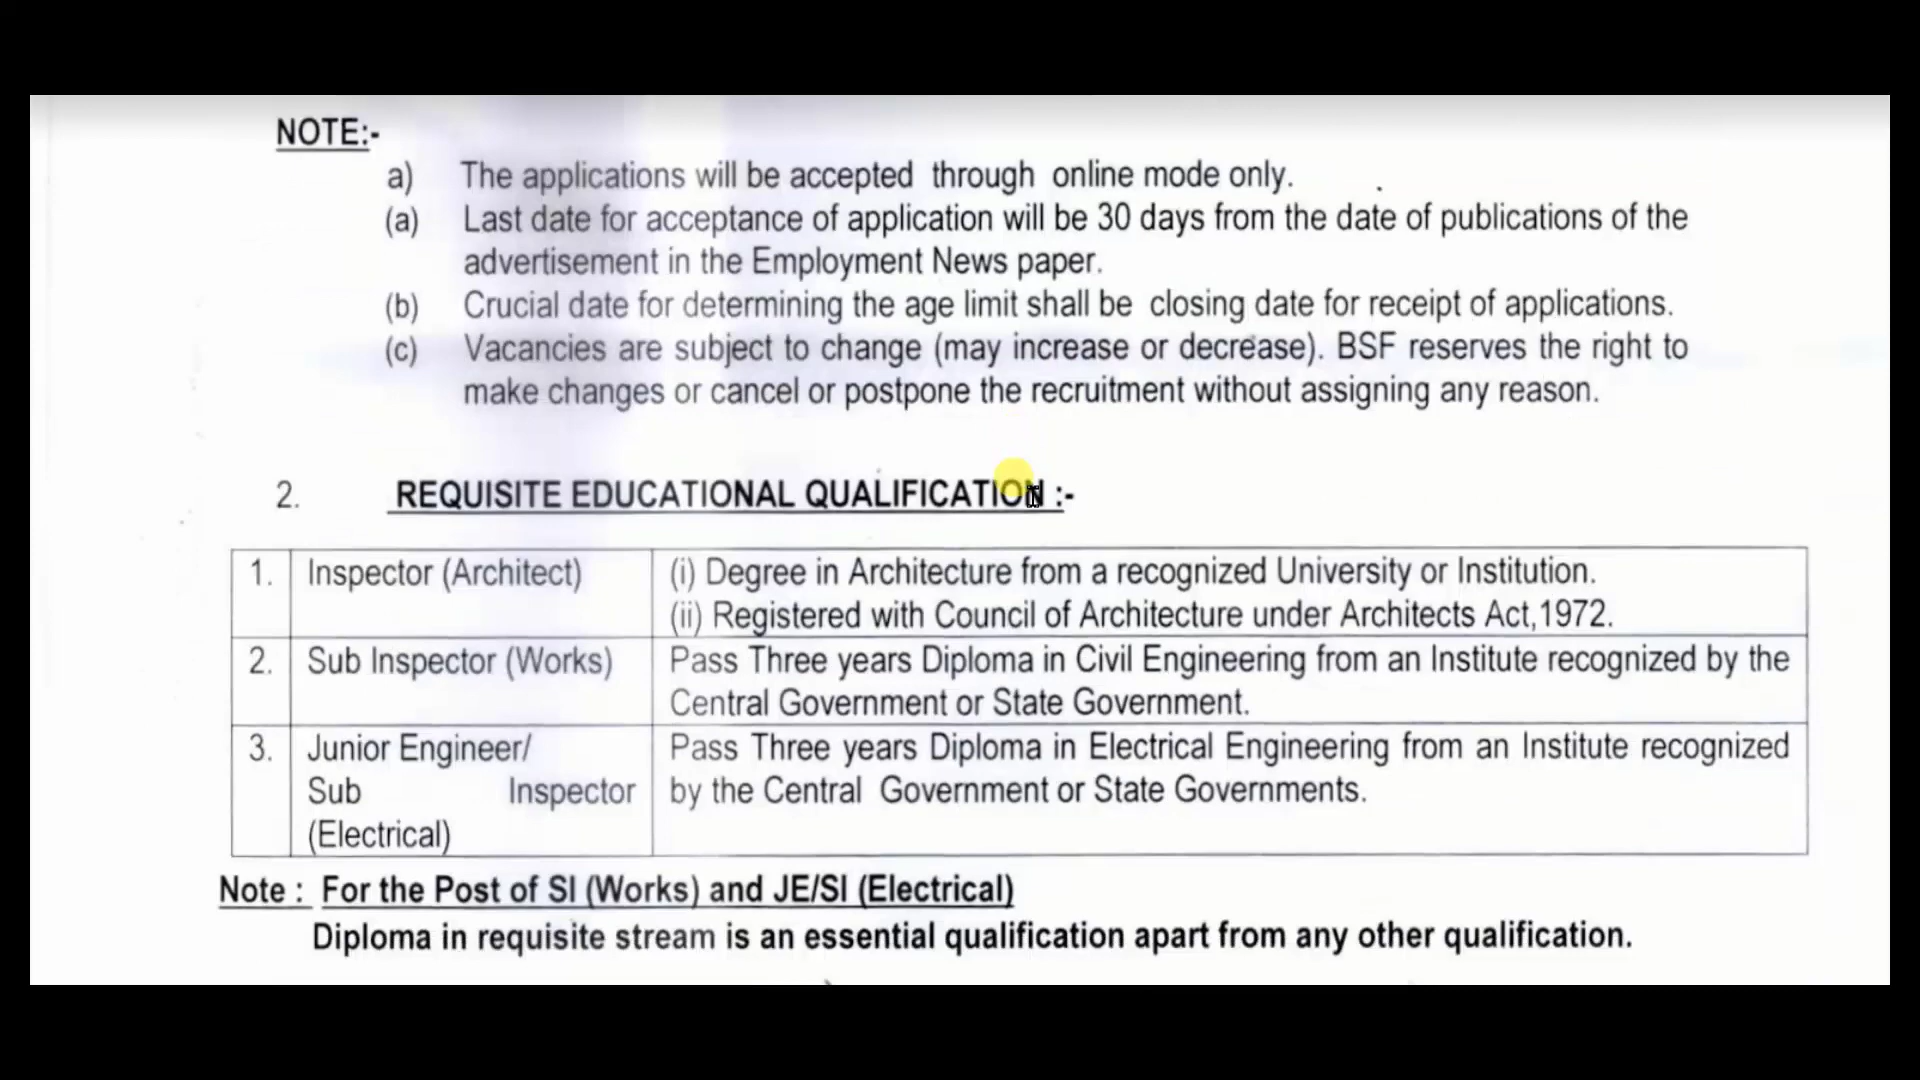 NOTE:-
a) The applications will be accepted through online mode only.
(a) Last date for acceptance of application will be 30 days from the date of publications of the
advertisement in the Employment News paper.
(b) Crucial date for determining the age limit shall be closing date for receipt of applications.
(c) Vacancies are subject to change (may increase or decrease). BSF reserves the right to
make changes or cancel or postpone the recruitment without assigning any reason.
2. REQUISITE EDUCATIONAL QUALIFICATION :-
1. Inspector (Architect) (i) Degree in Architecture from a recognized University or Institution.
(ii) Registered with Council of Architecture under Architects Act,1972.
2. Sub Inspector (Works) Pass Three years Diploma in Civil Engineering from an Institute recognized by the
Central Government or State Government.
3. Junior Engineer/ Pass Three years Diploma in Electrical Engineering from an Institute recognized
Sub Inspector by the Central Government or State Governments.
(Electrical)
Note : For the Post of SI (Works) and JE/SI (Electrical)
Diploma in requisite stream is an essential qualification apart from any other qualification.